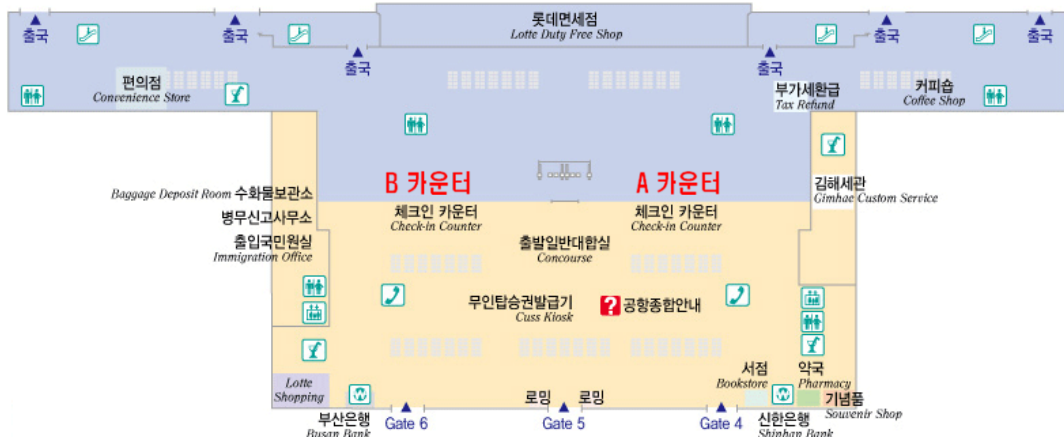 롯데면세점
Lotte Duty Free Shop
출국
출국
출국
출국
출국
출국
편의점
Convenience Store
부가세환급
Tax Refund
커피숍
Coffee Shop
B 카운터
A 카운터
Baggage Deposit Room 수화물보관소
김해세관
Gimhae Custom Service
병무신고사무소
체크인 카운터
Check-in Counter
체크인 카운터
Check-in Counter
출입국민원실
Immigration Office
출발일반대합실
Concourse
무인탑승권발급기
Cuss Kiosk
? 공항종합안내
서점
Bookstore
약국
Pharmacy
Lotte
Shopping
로밍
로밍
기념품
Souvenir Shop
부산은행
Busan Bank
Gate 6
Gate 5
Gate 4
신한은행
Shinhan Bank